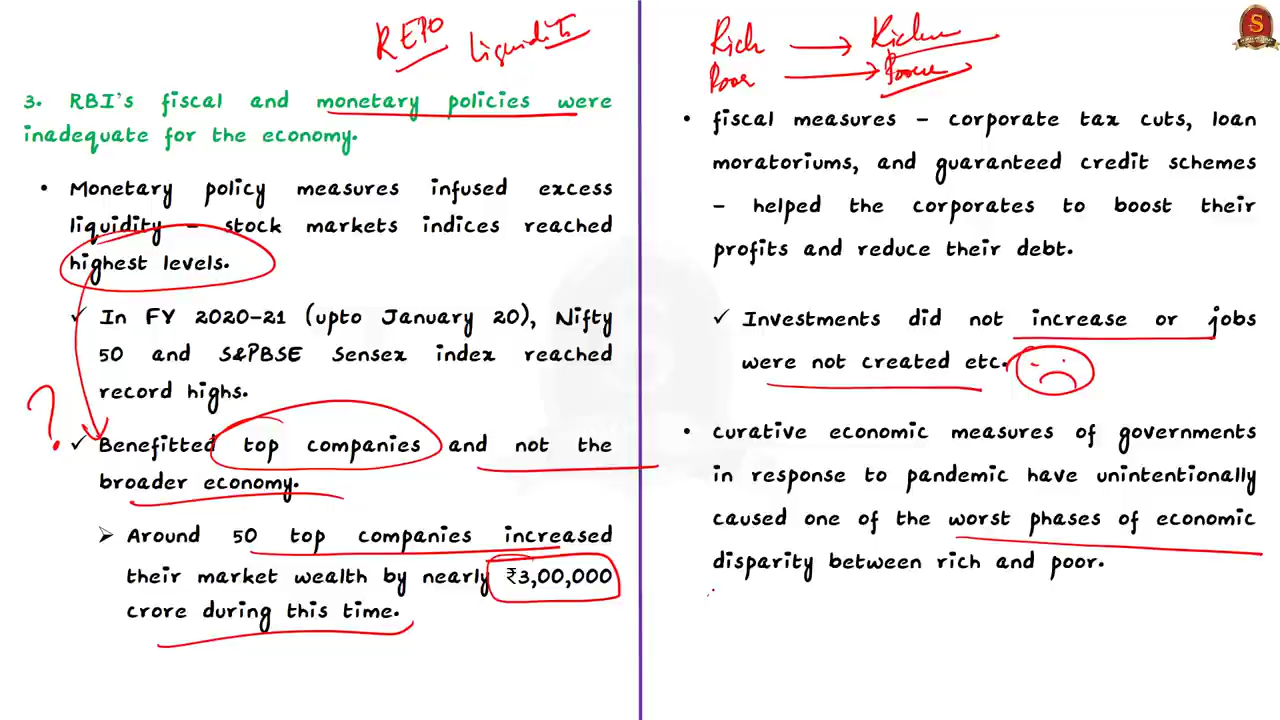 REPO
liquidity
3. RBI's fiscal and monetary policies were
inadequate for the economy.
• Monetary policy measures infused excess
liquidity - stock markets indices reached
highest levels.
✓ In FY 2020-21 (upto January 20), Nifty
50 and S&PBSE Sensex index reached
record highs.
?
✓ Benefitted top companies and not the
broader economy.
➢ Around 50 top companies increased
their market wealth by nearly ₹3,00,000
crore during this time.
Rich → Richer
Poor → Poorer
S
• fiscal measures - corporate tax cuts, loan
moratoriums, and guaranteed credit schemes
- helped the corporates to boost their
profits and reduce their debt.
✓ Investments did not increase or jobs
were not created etc.
• curative economic measures of governments
in response to pandemic have unintentionally
caused one of the worst phases of economic
disparity between rich and poor.